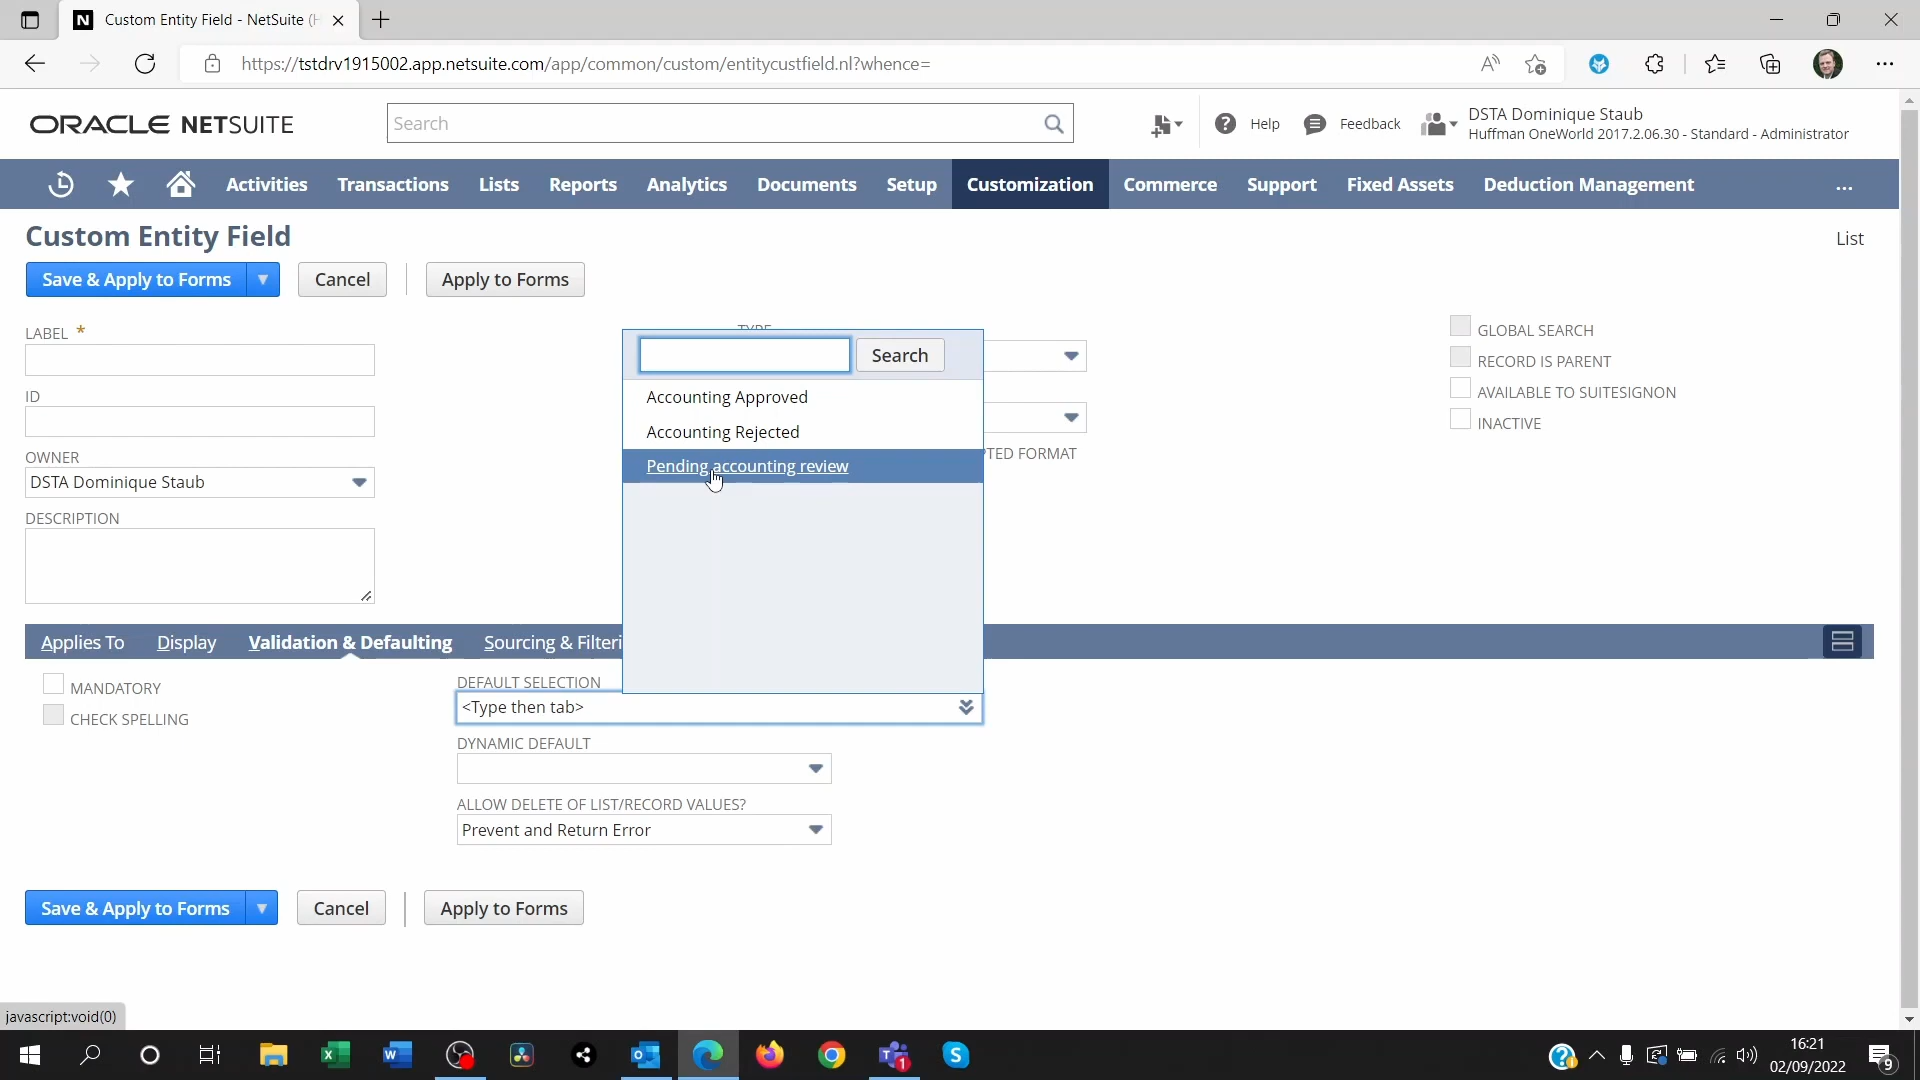 Custom Entity Field - NetSuite (H
https://tstdrv1915002.app.netsuite.com/app/common/custom/entitycustfield.nl?whence=
ORACLE NETSUITE
Search
Help
Feedback
DSTA Dominique Staub
Huffman OneWorld 2017.2.06.30 - Standard - Administrator
Activities Transactions Lists Reports Analytics Documents Setup Customization Commerce Support Fixed Assets Deduction Management ...
Custom Entity Field
List
Save & Apply to Forms Cancel Apply to Forms
LABEL *
ID
OWNER
DSTA Dominique Staub
DESCRIPTION
TYPE
Search
Accounting Approved
Accounting Rejected
Pending accounting review
PTED FORMAT
GLOBAL SEARCH
RECORD IS PARENT
AVAILABLE TO SUITESIGNON
INACTIVE
Applies To Display Validation & Defaulting Sourcing & Filteri
MANDATORY
CHECK SPELLING
DEFAULT SELECTION
<Type then tab>
DYNAMIC DEFAULT
ALLOW DELETE OF LIST/RECORD VALUES?
Prevent and Return Error
Save & Apply to Forms Cancel Apply to Forms
javascript:void(0)
16:21
02/09/2022
9